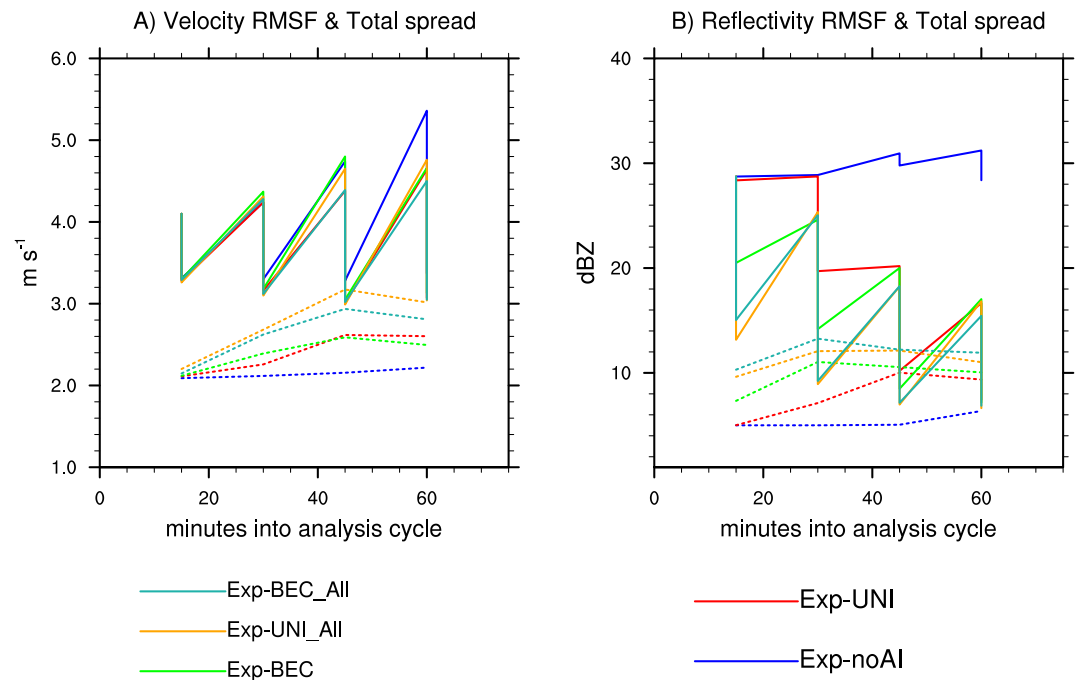 A) Velocity RMSF & Total spread
6.0
5.0
4.0
3.0
2.0
1.0
m s⁻¹
0 20 40 60
minutes into analysis cycle
B) Reflectivity RMSF & Total spread
40
30
20
10
dBZ
0 20 40 60
minutes into analysis cycle
Exp-BEC_All
Exp-UNI_All
Exp-BEC
Exp-UNI
Exp-noAI